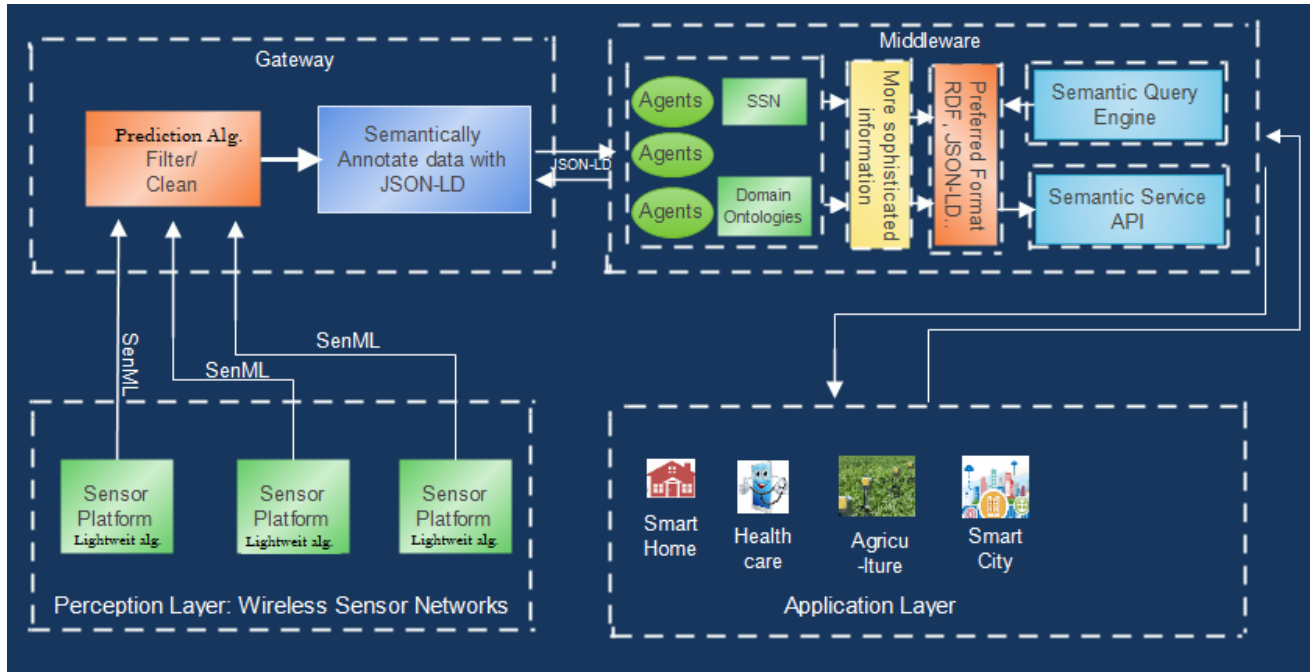 Gateway
Prediction Alg.
Filter/
Clean
Semantically
Annotate data with
JSON-LD
JSON-LD
Middleware
Agents
Agents
Agents
SSN
Domain
Ontologies
More sophisticated
information
Preferred Format
RDF , JSON-LD..
Semantic Query
Engine
Semantic Service
API
SenML
SenML
SenML
Sensor
Platform
Lightweit alg.
Sensor
Platform
Lightweit alg.
Sensor
Platform
Lightweit alg.
Perception Layer: Wireless Sensor Networks
Smart
Home
Health
care
Agricu
-lture
Smart
City
Application Layer